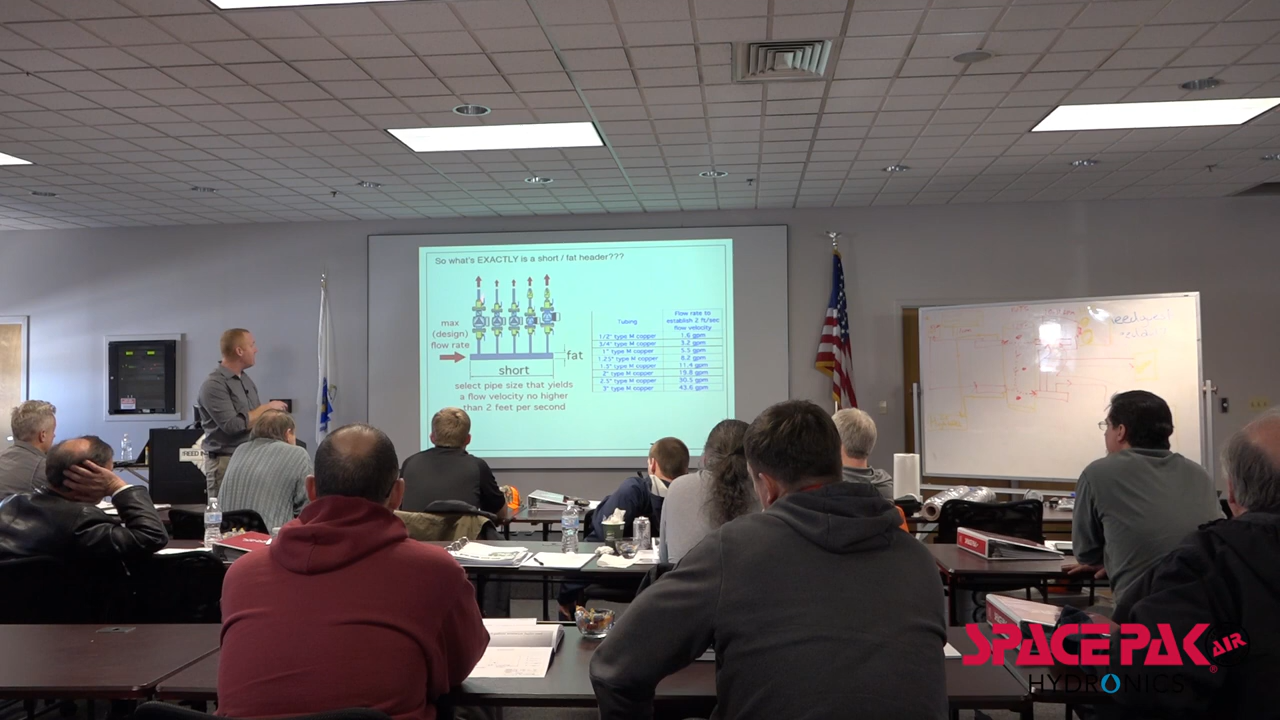 So what's EXACTLY is a short / fat header???
max
(design)
flow rate
fat
short
select pipe size that yields
a flow velocity no higher
than 2 feet per second
Tubing
Flow rate to
establish 2 ft/sec
flow velocity
1/2" type M copper 1.6 gpm
3/4" type M copper 3.2 gpm
1" type M copper 5.5 gpm
1.25" type M copper 8.2 gpm
1.5" type M copper 11.4 gpm
2" type M copper 19.8 gpm
2.5" type M copper 30.5 gpm
3" type M copper 43.6 gpm
REED
SPACEPAK AIR
HYDRONICS